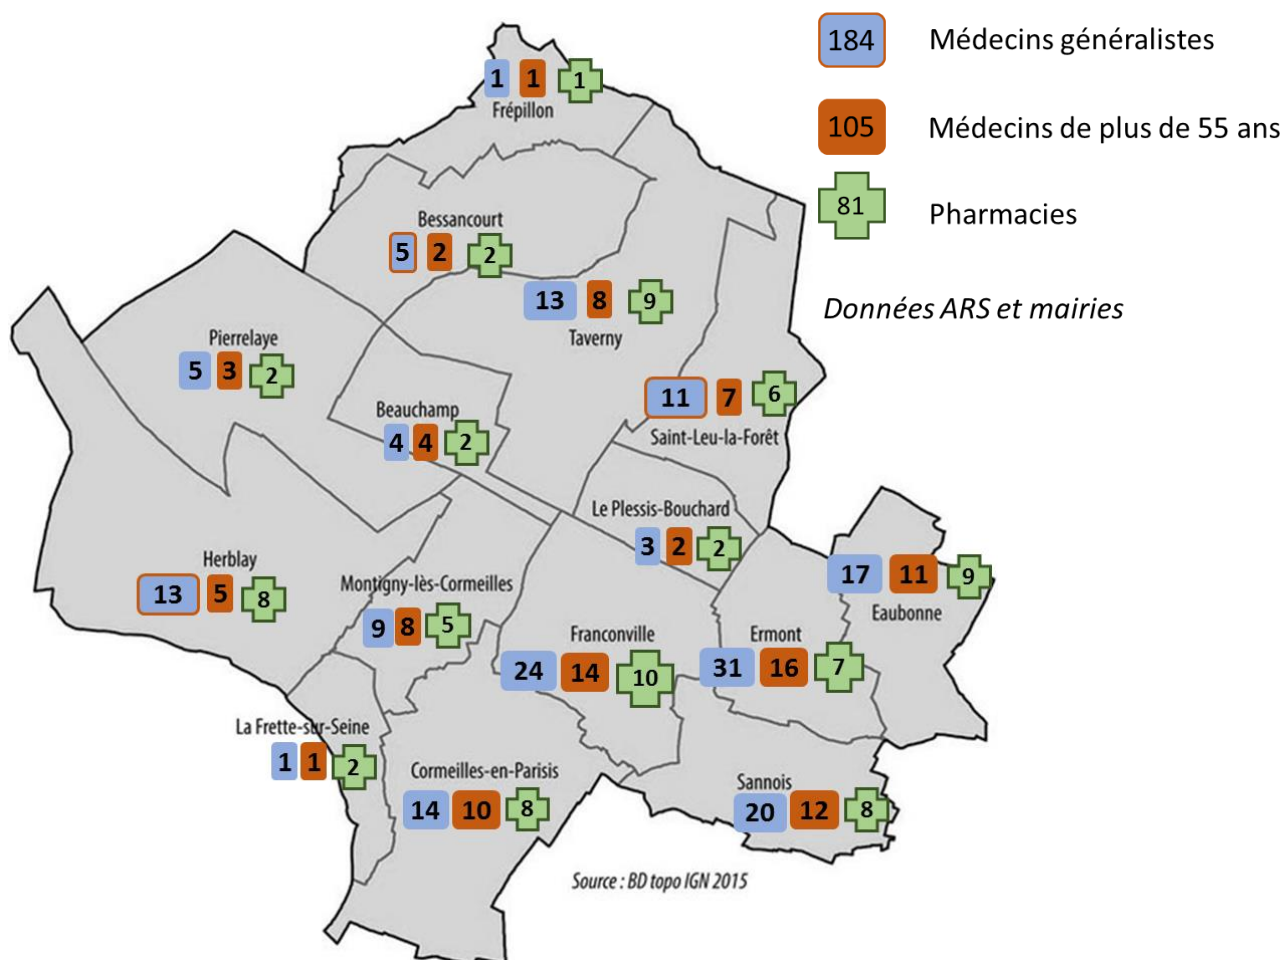 184 Médecins généralistes
105 Médecins de plus de 55 ans
81 Pharmacies
Données ARS et mairies
1 1 1
Frépillon
Bessancourt
5 2 2
13 8 9
Taverny
Pierrelaye
5 3 2
11 7 6
Saint-Leu-la-Forêt
Beauchamp
4 4 2
Le Plessis-Bouchard
3 2 2
Herblay
13 5 8
Montigny-lès-Cormeilles
9 8 5
17 11 9
Eaubonne
Franconville
24 14 10
Ermont
31 16 7
La Frette-sur-Seine
1 1 2
Cormeilles-en-Parisis
14 10 8
Sannois
20 12 8
Source : BD topo IGN 2015